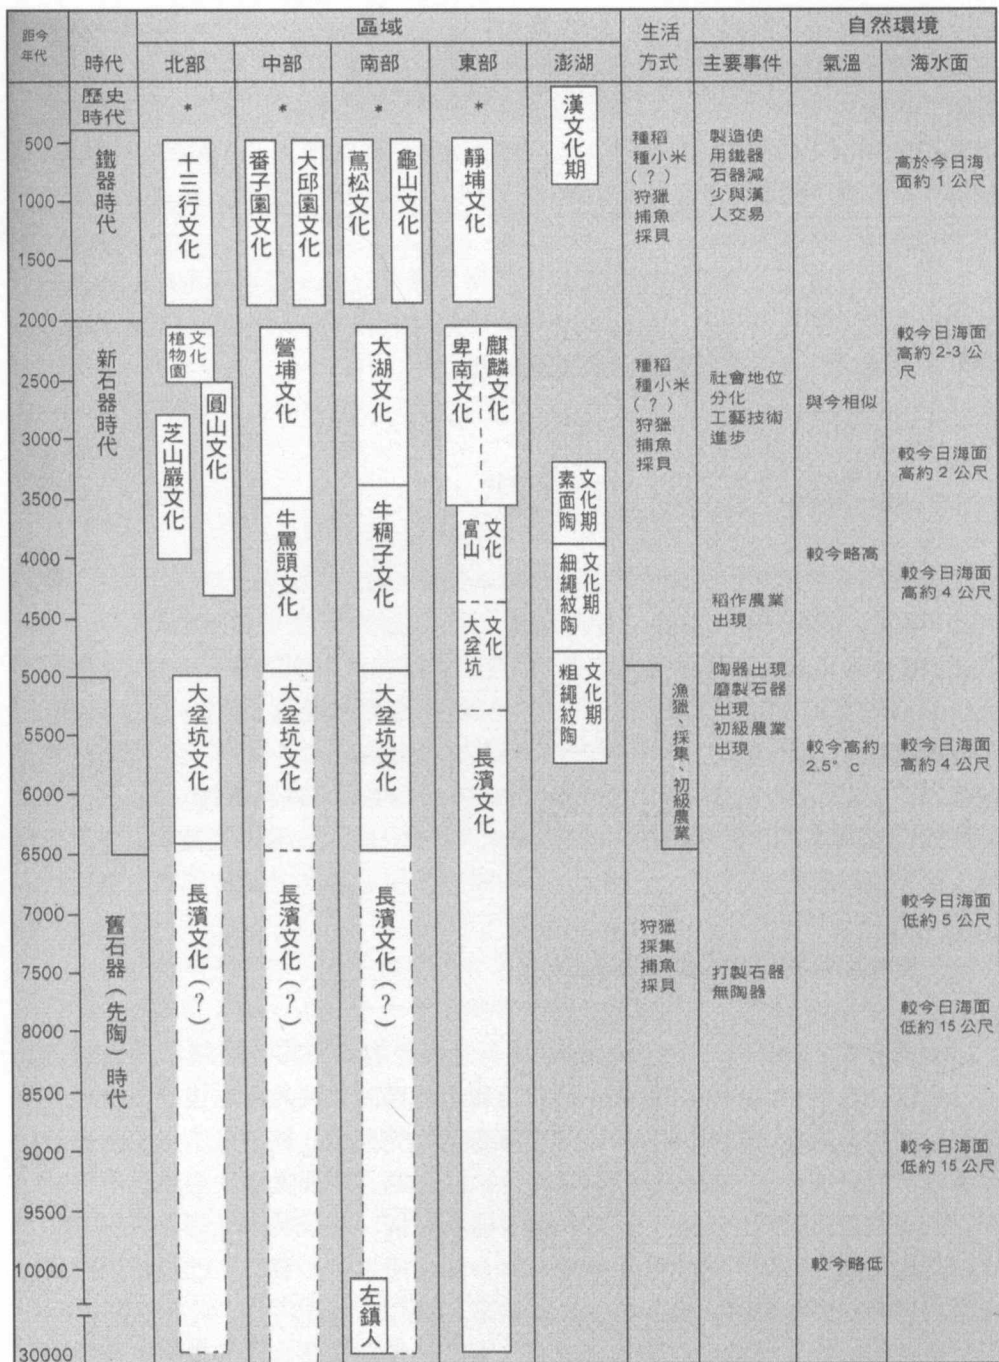 距今
年代
時代
區域
北部
中部
南部
東部
澎湖
生活
方式
主要事件
自然環境
氣溫
海水面
500
1000
1500
2000
2500
3000
3500
4000
4500
5000
5500
6000
6500
7000
7500
8000
8500
9000
9500
10000
30000
歷史
時代
鐵器時代
新石器時代
舊石器(先陶)時代
*
十三行文化
植物園
文化
圓山文化
芝山巖文化
大坌坑文化
長濱文化(?)
*
番子園文化
大邱園文化
營埔文化
牛罵頭文化
大坌坑文化
長濱文化(?)
*
蔦松文化
龜山文化
大湖文化
牛稠子文化
大坌坑文化
長濱文化(?)
左鎮人
*
靜埔文化
卑南文化
麒麟文化
富山
文化
大坌坑
文化
長濱文化
漢文化期
素面陶
文化期
細繩紋陶
文化期
粗繩紋陶
文化期
種稻
種小米
(?)
狩獵
捕魚
採貝
種稻
種小米
(?)
狩獵
捕魚
採貝
漁獵、採集、初級農業
狩獵
採集
捕魚
採貝
製造使
用鐵器
石器減
少與漢
人交易
社會地位
分化
工藝技術
進步
稻作農業
出現
陶器出現
磨製石器
出現
初級農業
出現
打製石器
無陶器
與今相似
較今略高
較今高約
2.5° c
較今略低
高於今日海
面約 1 公尺
較今日海面
高約 2-3 公
尺
較今日海面
高約 2 公尺
較今日海面
高約 4 公尺
較今日海面
高約 4 公尺
較今日海面
低約 5 公尺
較今日海面
低約 15 公尺
較今日海面
低約 15 公尺